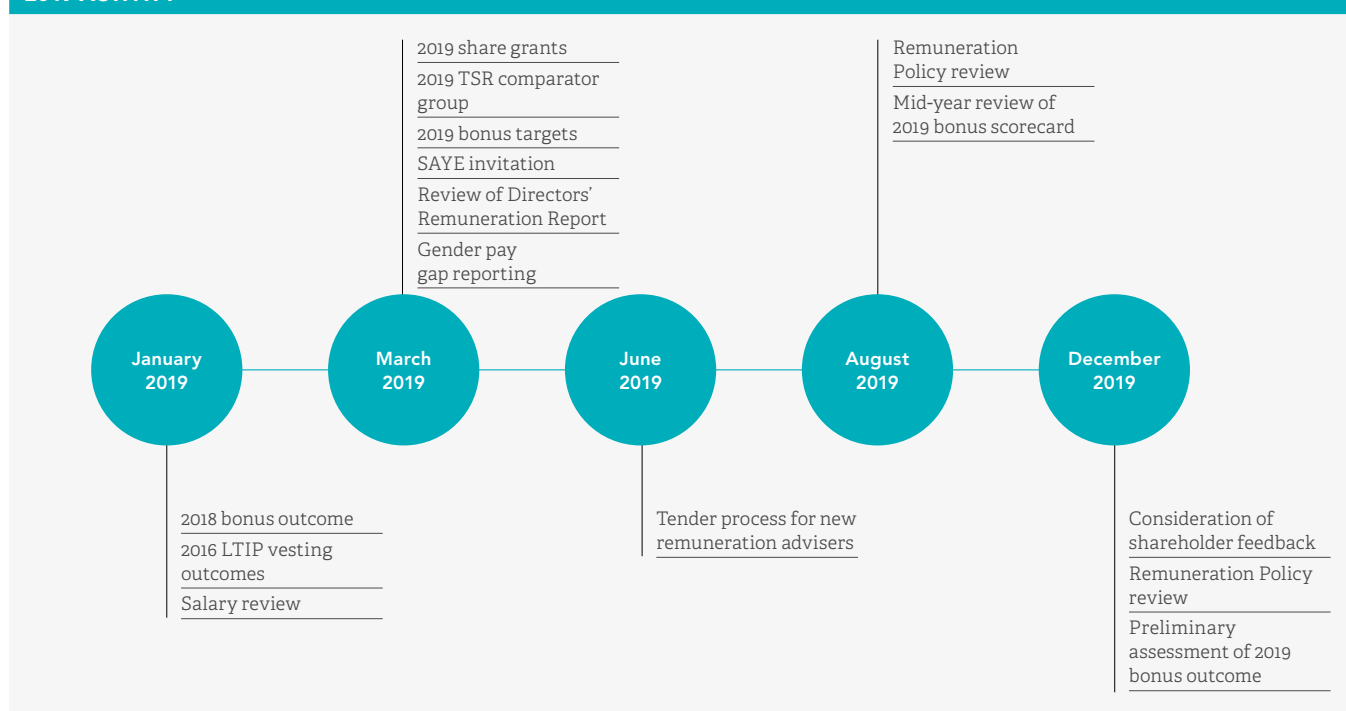 2019 share grants
2019 TSR comparator
group
2019 bonus targets
SAYE invitation
Review of Directors'
Remuneration Report
Gender pay
gap reporting
Remuneration
Policy review
Mid-year review of
2019 bonus scorecard
January
2019
March
2019
June
2019
August
2019
December
2019
2018 bonus outcome
2016 LTIP vesting
outcomes
Salary review
Tender process for new
remuneration advisers
Consideration of
shareholder feedback
Remuneration Policy
review
Preliminary
assessment of 2019
bonus outcome